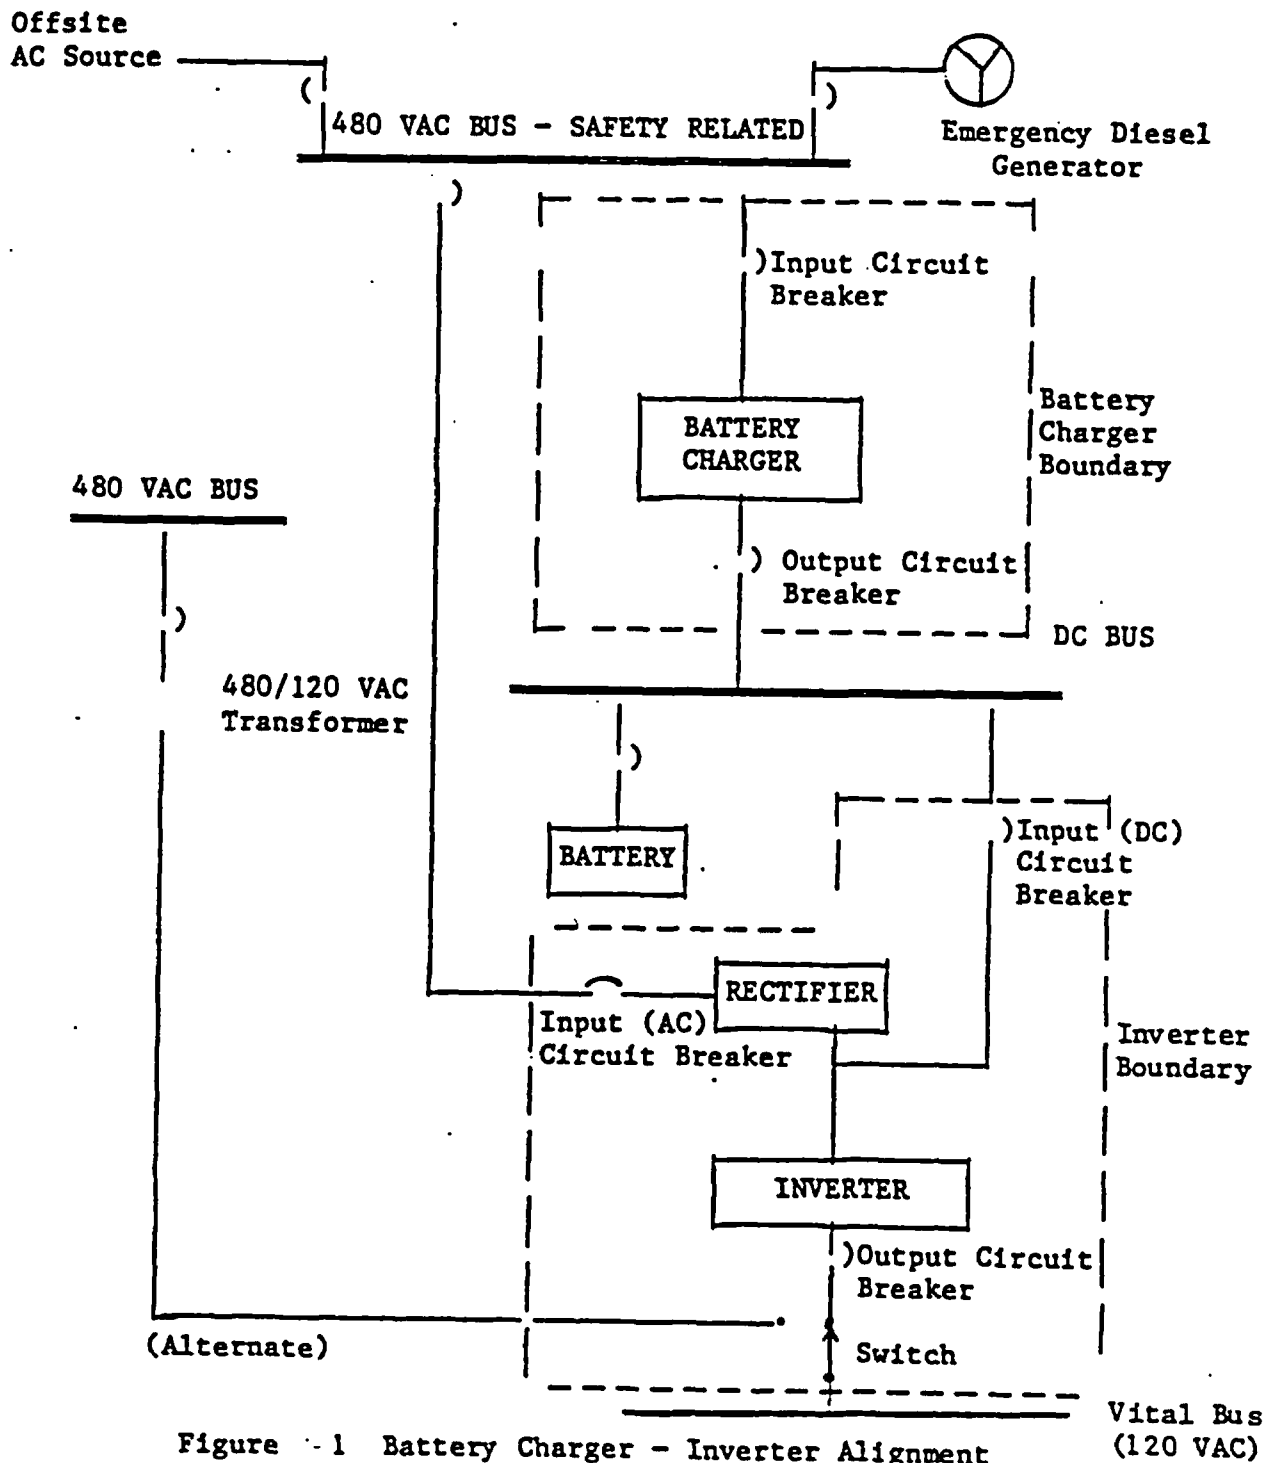 Offsite
AC Source
480 VAC BUS - SAFETY RELATED
Emergency Diesel
Generator
Input Circuit
Breaker
BATTERY
CHARGER
Battery
Charger
Boundary
480 VAC BUS
Output Circuit
Breaker
DC BUS
480/120 VAC
Transformer
BATTERY
Input (DC)
Circuit
Breaker
RECTIFIER
Input (AC)
Circuit Breaker
Inverter
Boundary
INVERTER
Output Circuit
Breaker
(Alternate)
Switch
Vital Bus
(120 VAC)
Figure - 1 Battery Charger - Inverter Alignment